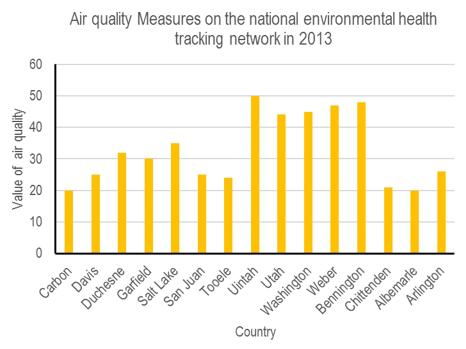 Air quality Measures on the national environmental health
tracking network in 2013
Value of air quality
60
50
40
30
20
10
0
Carbon
Davis
Duchesne
Garfield
Salt Lake
San Juan
Tooele
Uintah
Utah
Washington
Weber
Bennington
Chittenden
Albemarle
Arlington
Country